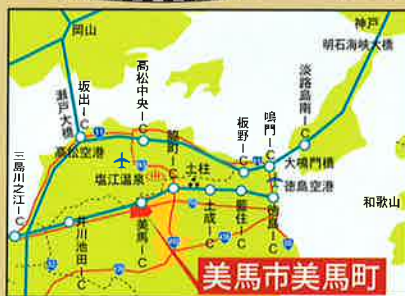 岡山
神戸
明石海峡大橋
瀬戸大橋
坂出IC
高松中央IC
淡路島南IC
鳴門IC
板野IC
脇町IC
高松空港
大鳴門橋
徳島空港
土柱
塩江温泉
三島川之江IC
井川池田IC
美馬IC
土成IC
藍住IC
徳島IC
和歌山
美馬市美馬町